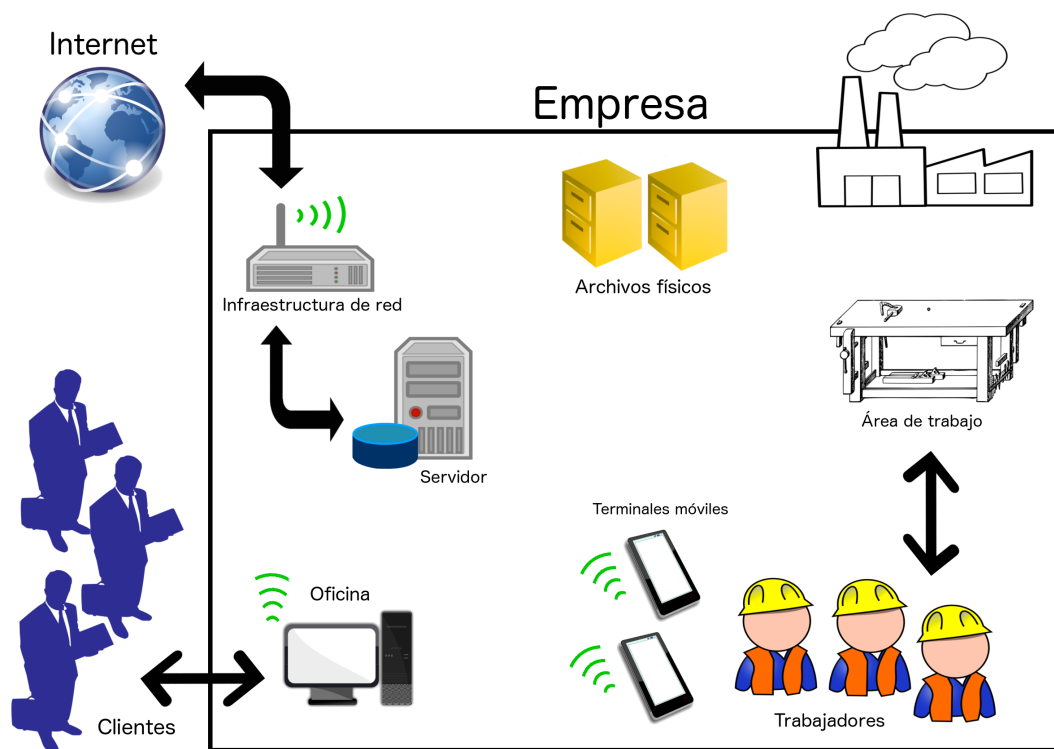 Internet
Empresa
Archivos físicos
Infraestructura de red
Área de trabajo
Servidor
Terminales móviles
Oficina
Clientes
Trabajadores